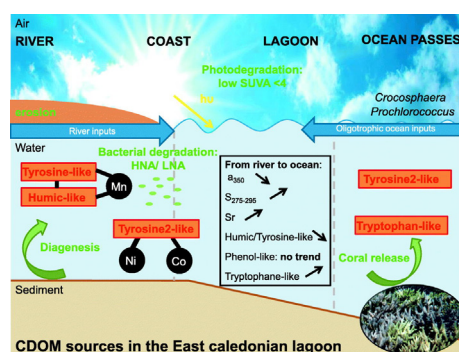 Air
RIVER COAST LAGOON OCEAN PASSES
Photodegradation:
low SUVA <4
hυ
erosion
Crocosphaera
Prochlorococcus
River inputs
Oligotrophic ocean inputs
Water
Bacterial degradation:
HNA/ LNA
Tyrosine-like
Humic-like
Mn
Diagenesis
Tyrosine2-like
Ni
Co
From river to ocean:
a350
S275-295
Sr
Humic/Tyrosine-like
Phenol-like: no trend
Tryptophane-like
Tyrosine2-like
Tryptophan-like
Coral release
Sediment
CDOM sources in the East caledonian lagoon